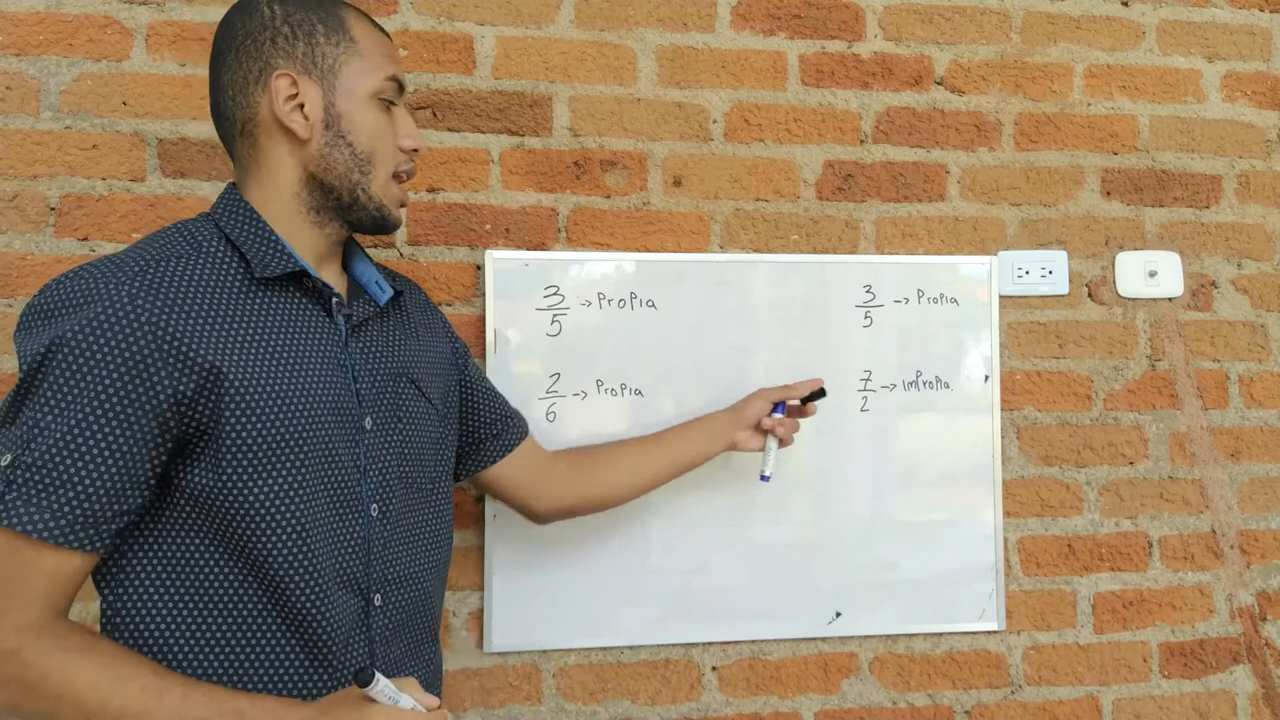 3/5 → Propia
2/6 → Propia
3/5 → Propia
7/2 → impropia.